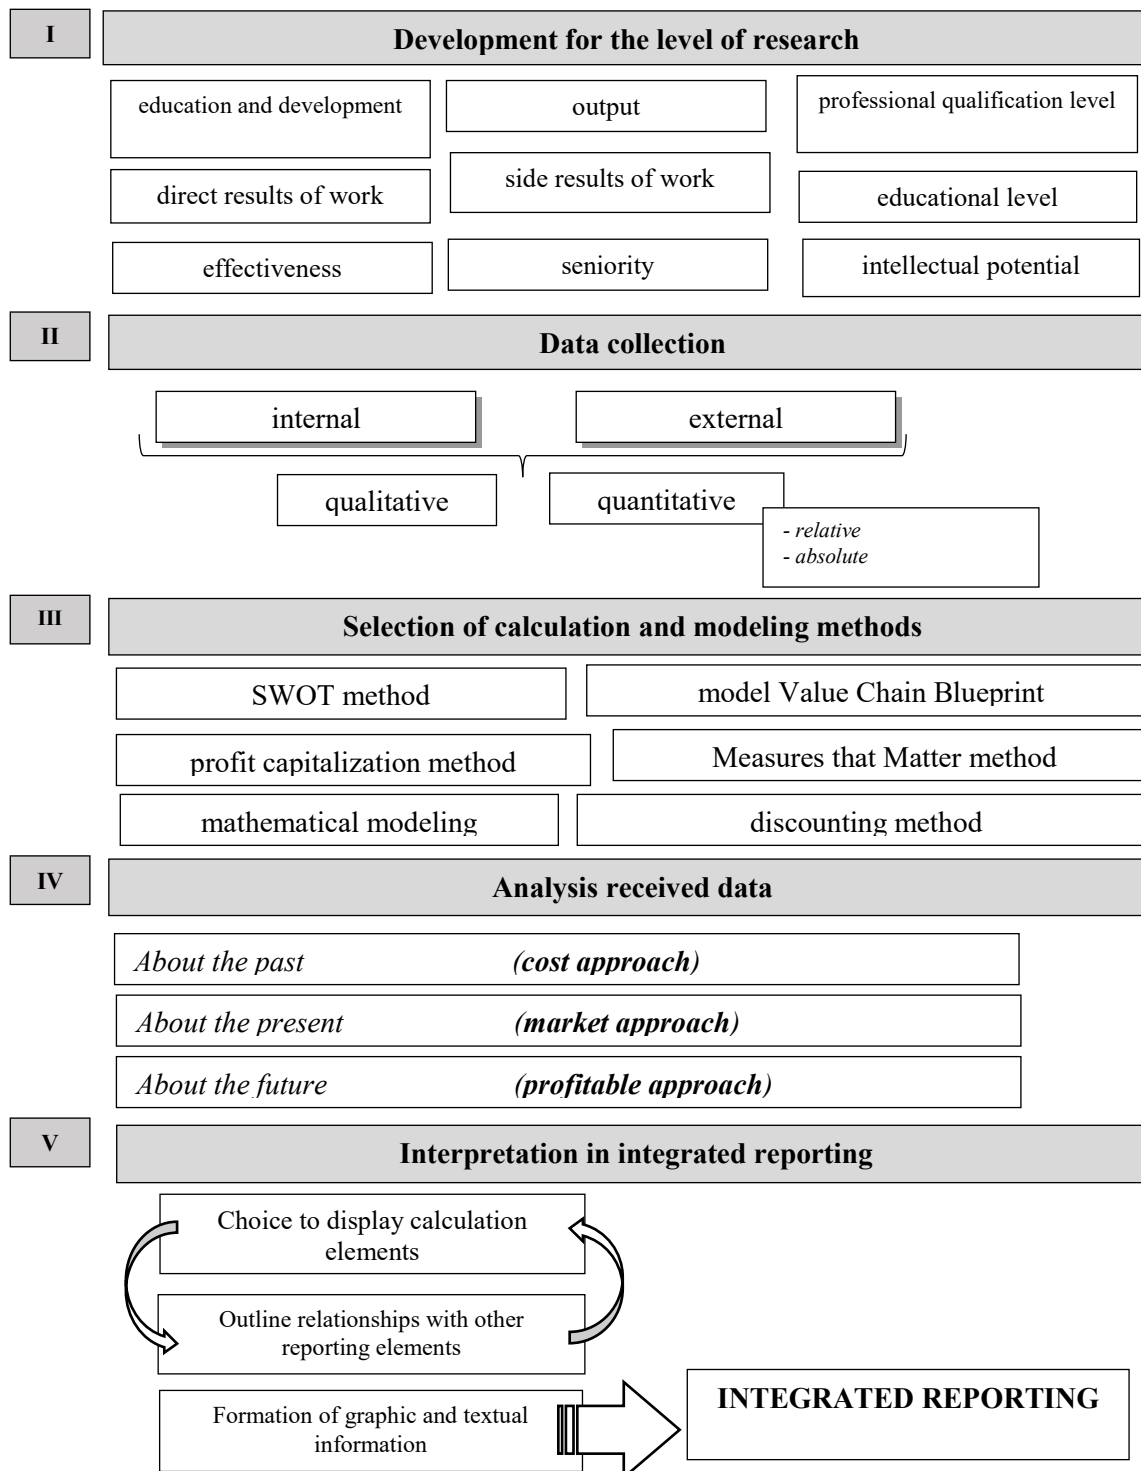 I
Development for the level of research
education and development
output
professional qualification level
direct results of work
side results of work
educational level
effectiveness
seniority
intellectual potential
II
Data collection
internal
external
qualitative
quantitative
- relative
- absolute
III
Selection of calculation and modeling methods
SWOT method
model Value Chain Blueprint
profit capitalization method
Measures that Matter method
mathematical modeling
discounting method
IV
Analysis received data
About the past (cost approach)
About the present (market approach)
About the future (profitable approach)
V
Interpretation in integrated reporting
Choice to display calculation
elements
Outline relationships with other
reporting elements
Formation of graphic and textual
information
INTEGRATED REPORTING